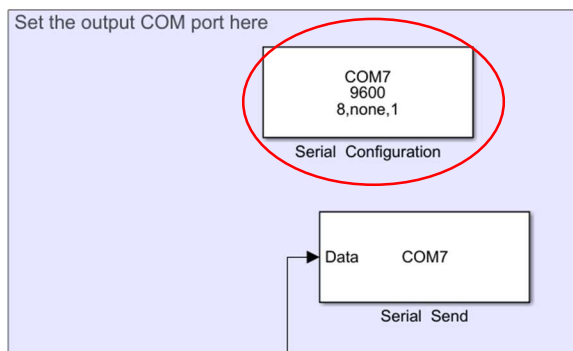 Set the output COM port here
COM7
9600
8,none,1
Serial Configuration
Data COM7
Serial Send